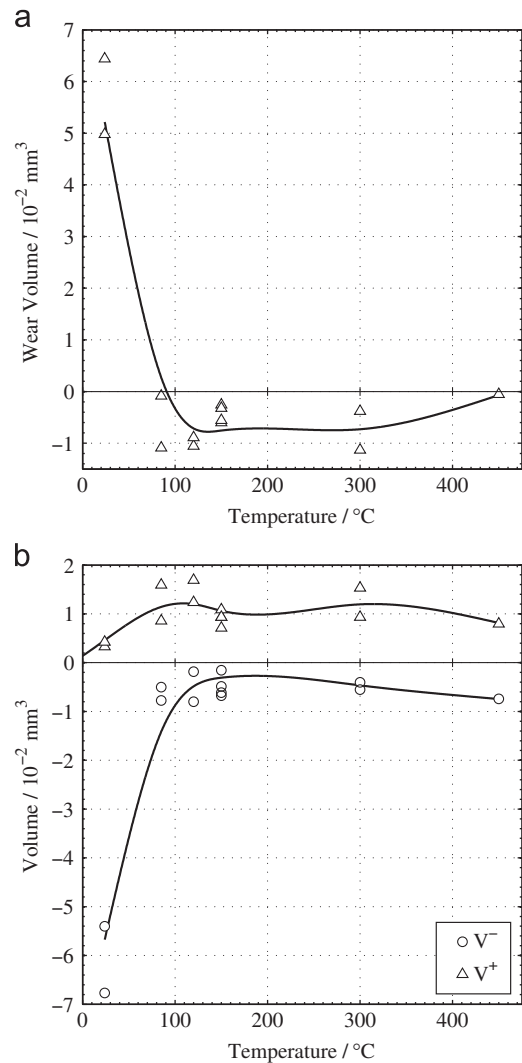 a
7
6
5
4
3
2
1
0
−1
Wear Volume / 10⁻² mm³
0 100 200 300 400
Temperature / °C
b
2
1
0
−1
−2
−3
−4
−5
−6
−7
Volume / 10⁻² mm³
V⁻
V⁺
0 100 200 300 400
Temperature / °C